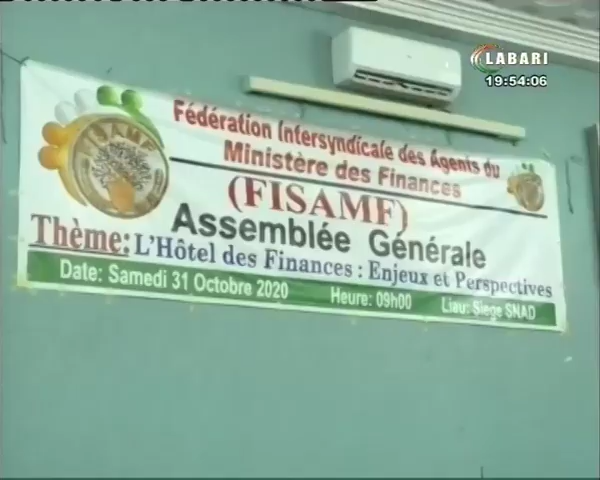 LABARI
19:54:06
FISAMF
Fédération Intersyndicale des Agents du
Ministère des Finances
(FISAMF)
Assemblée Générale
Thème: L'Hôtel des Finances : Enjeux et Perspectives
Date: Samedi 31 Octobre 2020 Heure: 09h00 Lieu: Siege SNAD